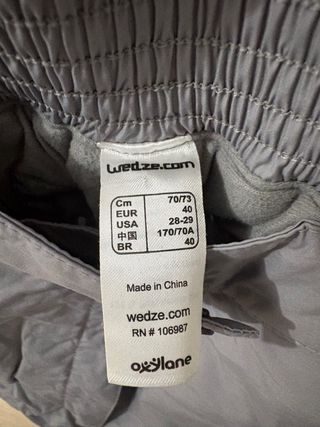 wedze.com
Cm 70/73
EUR 40
USA 28-29
中国 170/70A
BR 40
Made in China
wedze.com
RN # 106987
oxylane